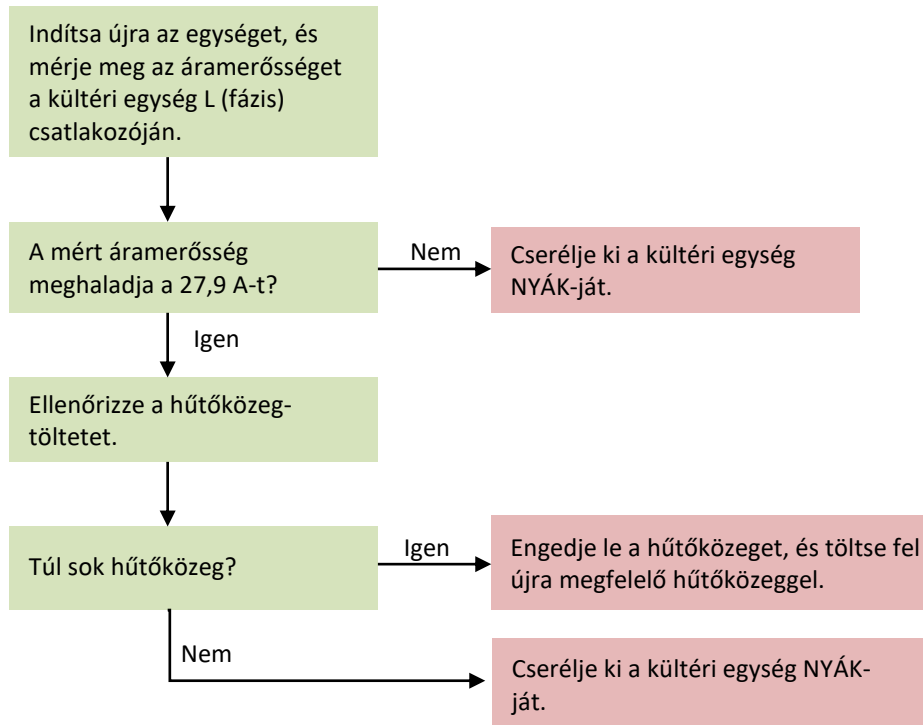 Indítsa újra az egységet, és
mérje meg az áramerősséget
a kültéri egység L (fázis)
csatlakozóján.
A mért áramerősség
meghaladja a 27,9 A-t?
Nem
Cserélje ki a kültéri egység
NYÁK-ját.
Igen
Ellenőrizze a hűtőközeg-
töltetet.
Túl sok hűtőközeg?
Igen
Engedje le a hűtőközeget, és töltse fel
újra megfelelő hűtőközeggel.
Nem
Cserélje ki a kültéri egység NYÁK-
ját.